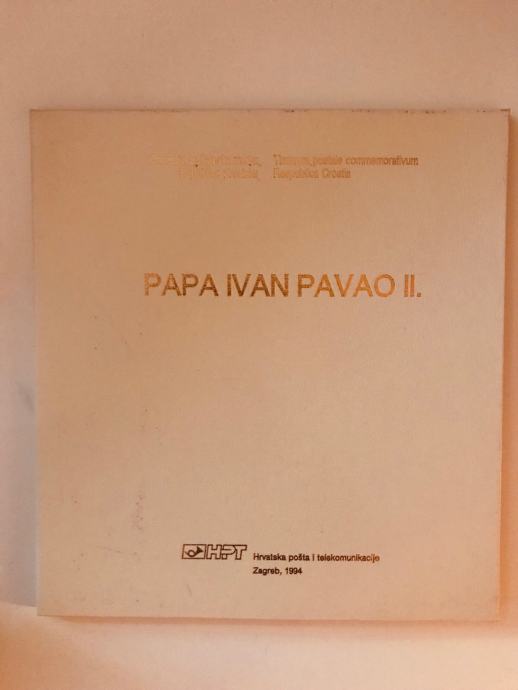 Timbrum postale commemorativum
Respublica Croatia
PAPA IVAN PAVAO II.
HPT Hrvatska pošta i telekomunikacije
Zagreb, 1994